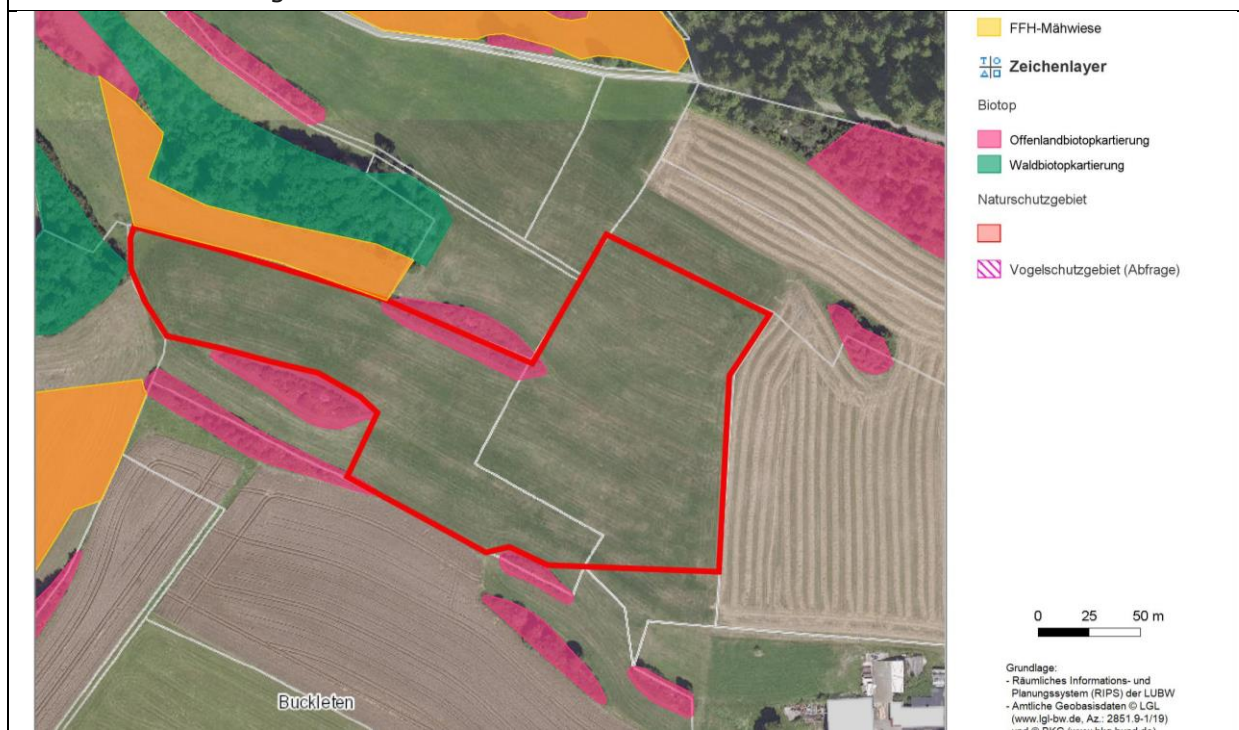 FFH-Mähwiese
Zeichenlayer
Biotop
Offenlandbiotopkartierung
Waldbiotopkartierung
Naturschutzgebiet
Vogelschutzgebiet (Abfrage)
0 25 50 m
Grundlage:
- Räumliches Informations- und
Planungssystem (RIPS) der LUBW
- Amtliche Geobasisdaten © LGL
(www.lgl-bw.de, Az.: 2851.9-1/19)
Buckleten